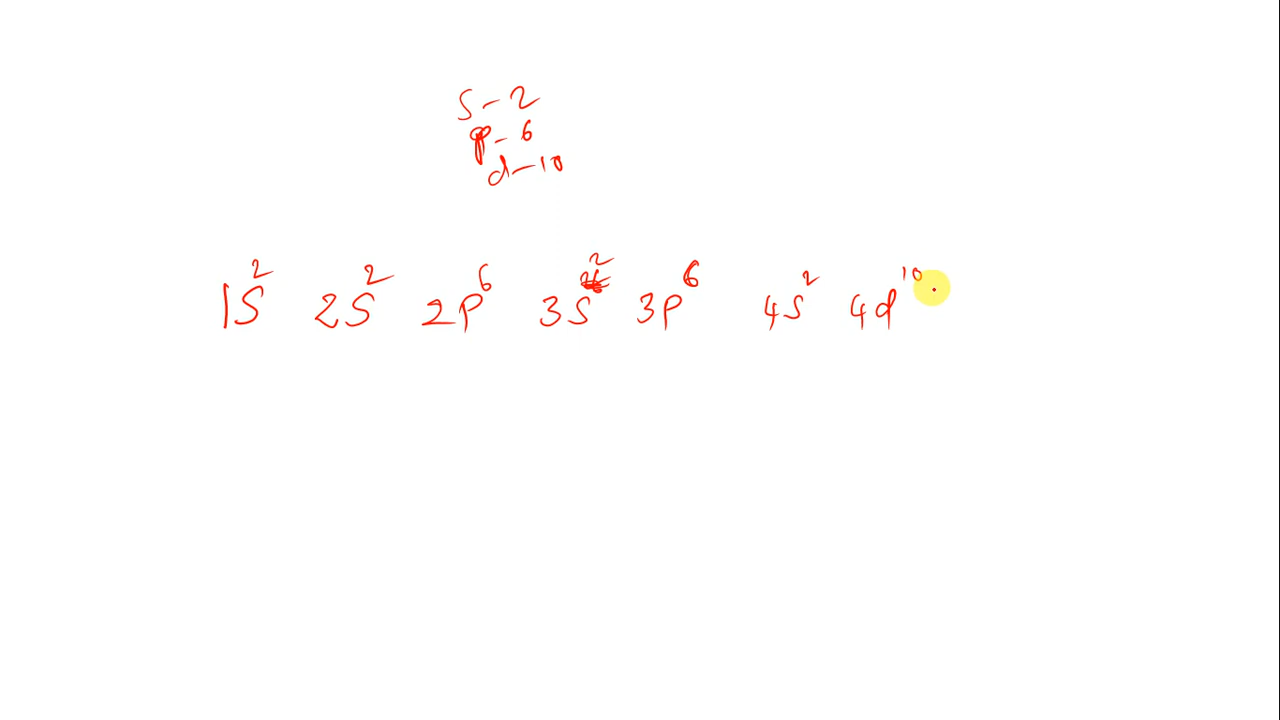 s - 2
p - 6
d - 10
1s² 2s² 2p⁶ 3s² 3p⁶ 4s² 4d¹⁰